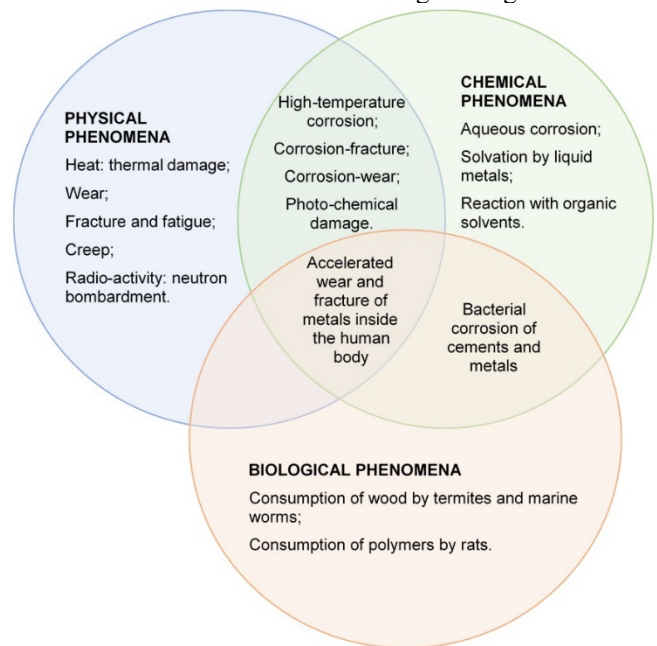 PHYSICAL
PHENOMENA
Heat: thermal damage;
Wear;
Fracture and fatigue;
Creep;
Radio-activity: neutron
bombardment.
High-temperature
corrosion;
Corrosion-fracture;
Corrosion-wear;
Photo-chemical
damage.
CHEMICAL
PHENOMENA
Aqueous corrosion;
Solvation by liquid
metals;
Reaction with organic
solvents.
Accelerated
wear and
fracture of
metals inside
the human
body
Bacterial
corrosion of
cements and
metals
BIOLOGICAL PHENOMENA
Consumption of wood by termites and marine
worms;
Consumption of polymers by rats.